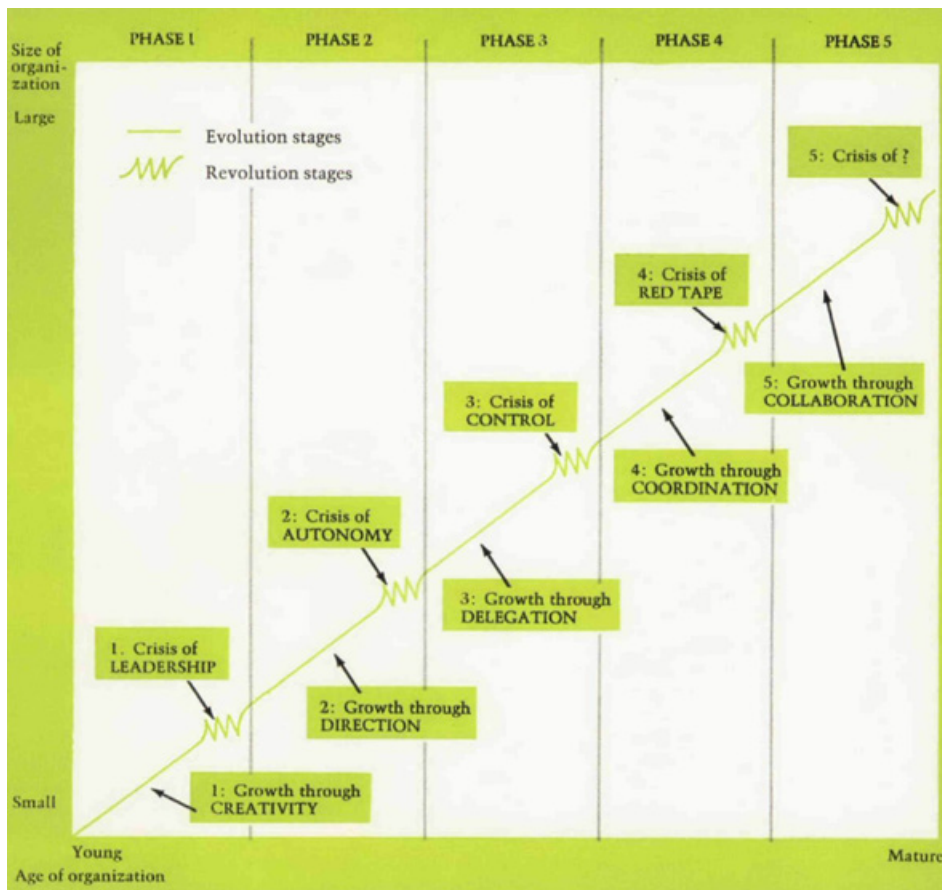 PHASE 1
PHASE 2
PHASE 3
PHASE 4
PHASE 5
Size of
organi-
zation
Large
Evolution stages
Revolution stages
5: Crisis of ?
4: Crisis of
RED TAPE
5: Growth through
COLLABORATION
3: Crisis of
CONTROL
4: Growth through
COORDINATION
2: Crisis of
AUTONOMY
3: Growth through
DELEGATION
1. Crisis of
LEADERSHIP
2: Growth through
DIRECTION
1: Growth through
CREATIVITY
Small
Young
Mature
Age of organization